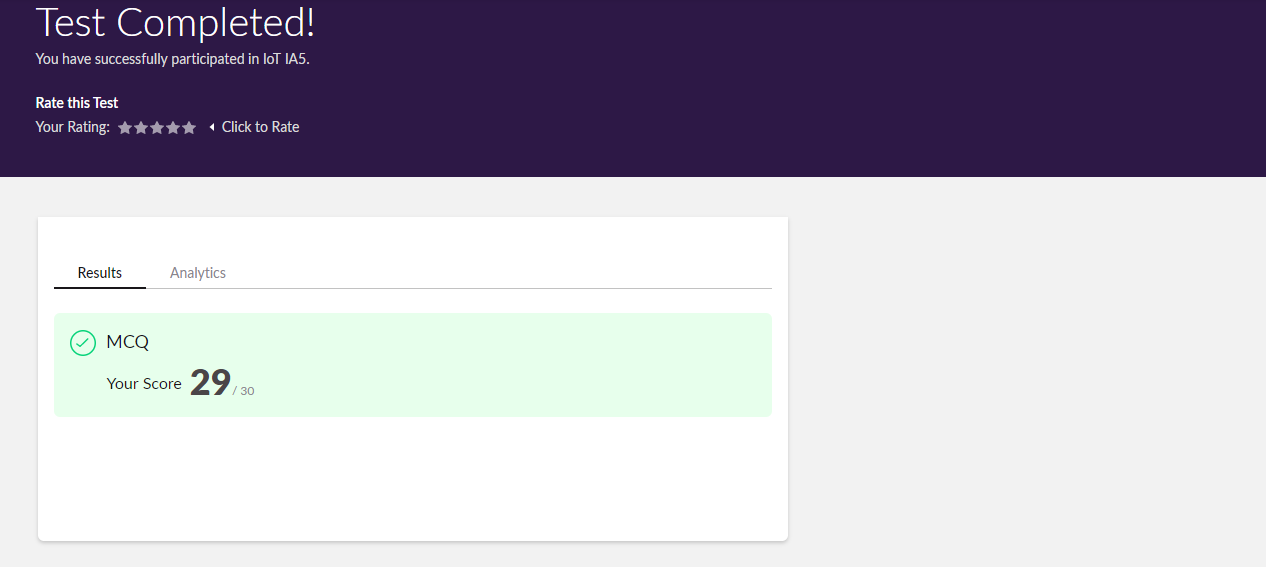 Test Completed!
You have successfully participated in IoT IA5.
Rate this Test
Your Rating: Click to Rate
Results Analytics
MCQ
Your Score 29 / 30